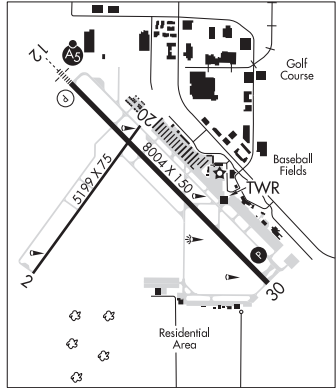 12
A5
P
Golf
Course
20
5199 X 75
8004 X 150
Baseball
Fields
TWR
2
P
30
Residential
Area